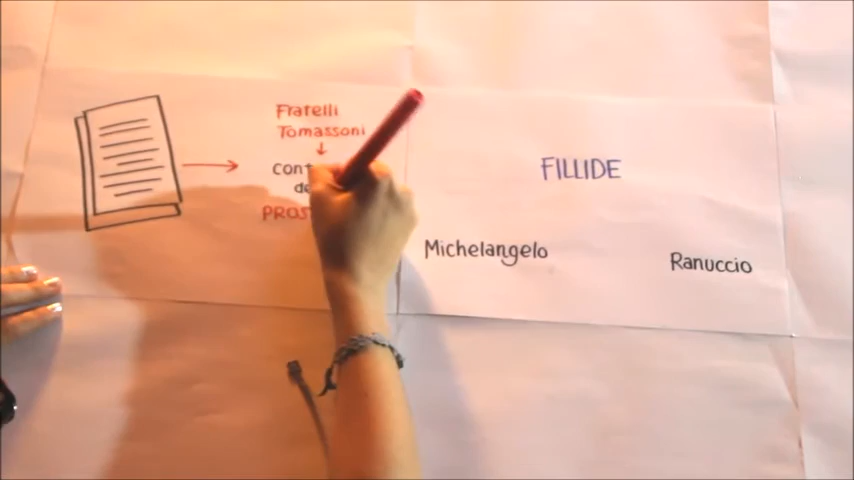 Fratelli
Tomassoni
FILLIDE
Michelangelo
Ranuccio